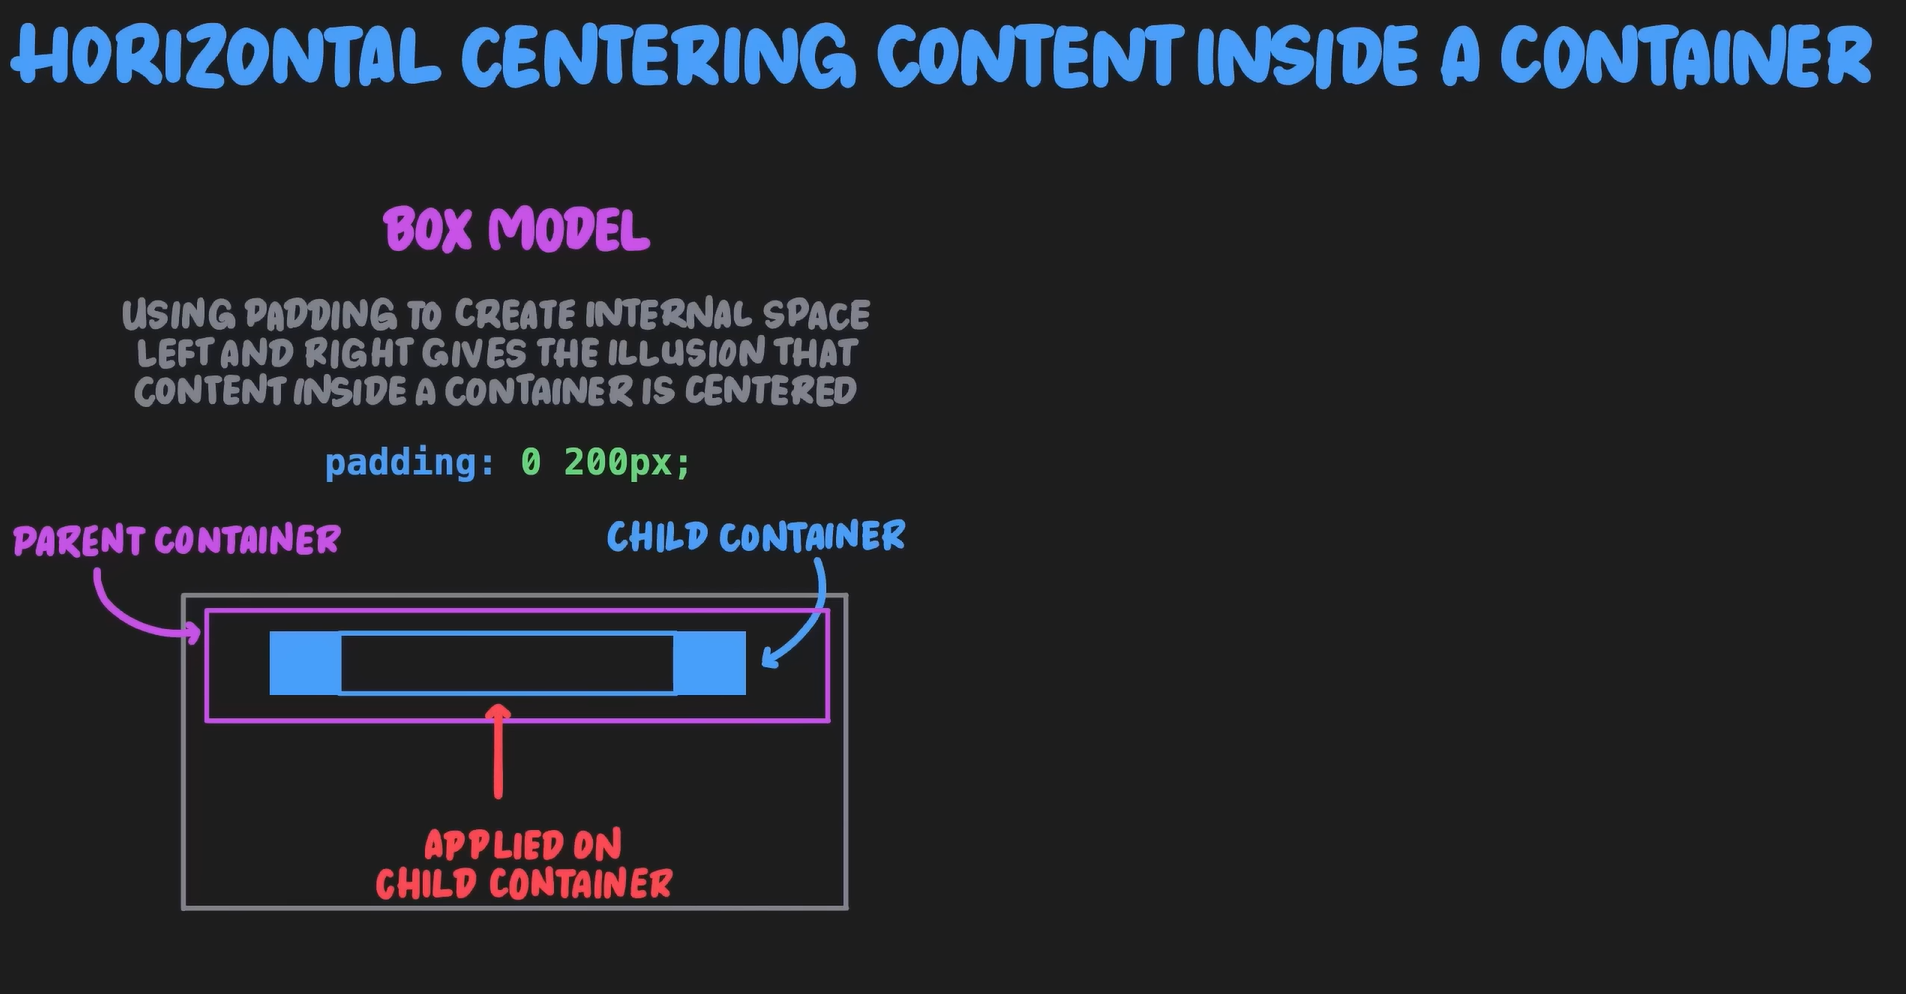 HORIZONTAL CENTERING CONTENT INSIDE A CONTAINER
BOX MODEL
USING PADDING TO CREATE INTERNAL SPACE
LEFT AND RIGHT GIVES THE ILLUSION THAT
CONTENT INSIDE A CONTAINER IS CENTERED
padding: 0 200px;
PARENT CONTAINER
CHILD CONTAINER
APPLIED ON
CHILD CONTAINER